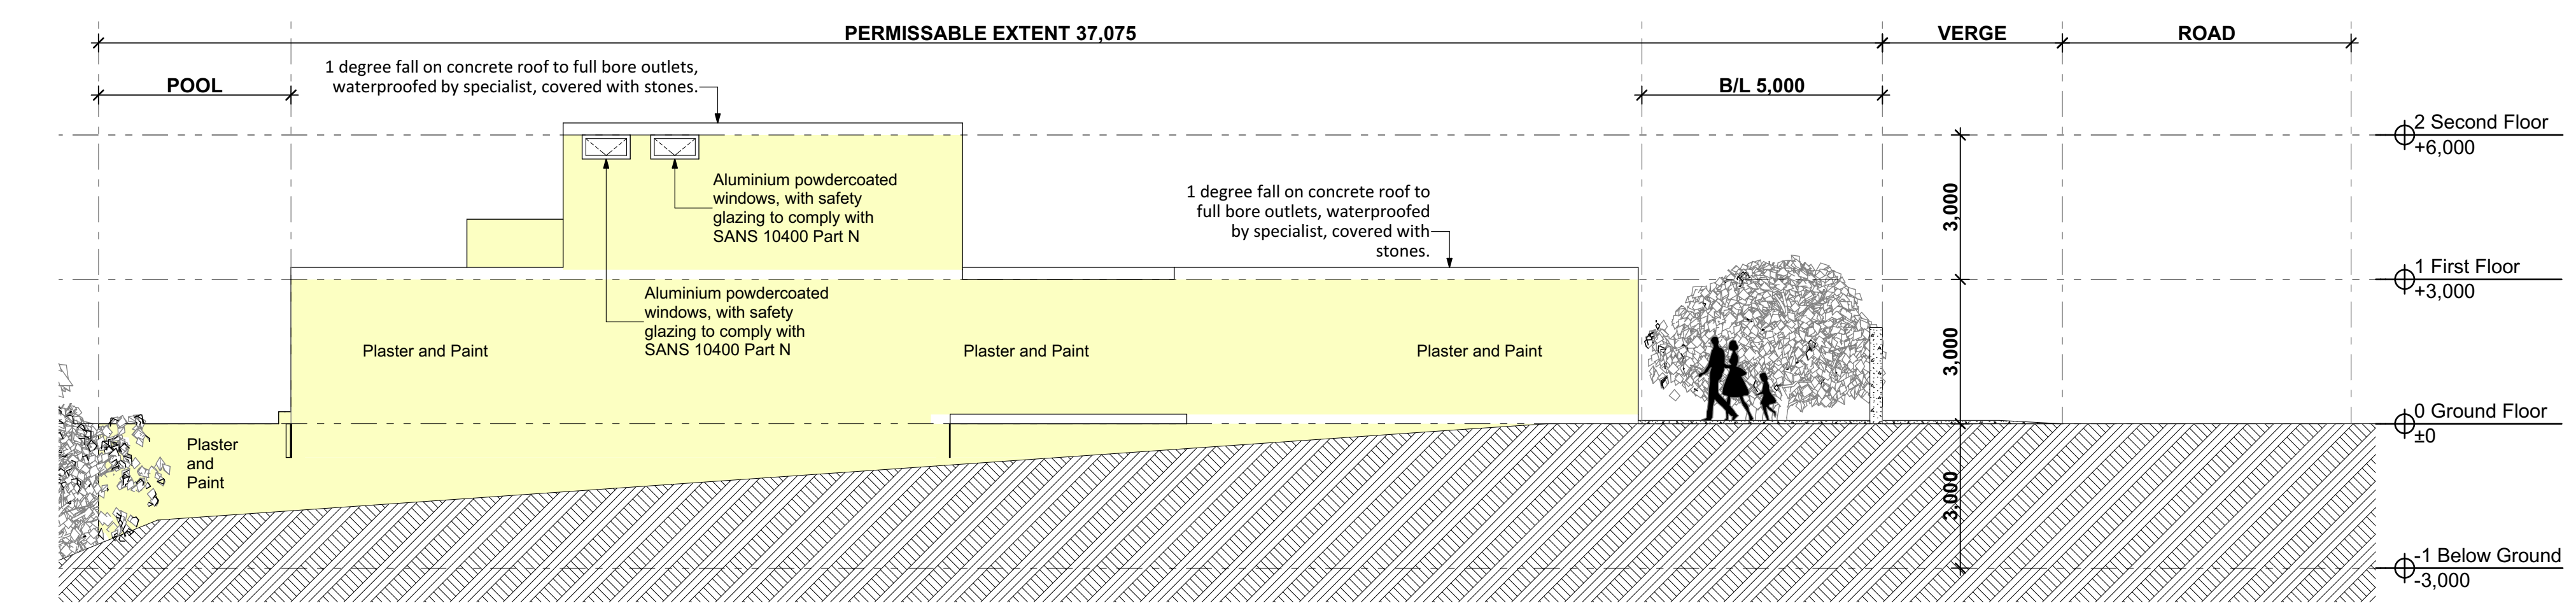 PERMISSABLE EXTENT 37,075
VERGE
ROAD
POOL
1 degree fall on concrete roof to full bore outlets,
waterproofed by specialist, covered with stones.
B/L 5,000
2 Second Floor
+6,000
Aluminium powdercoated
windows, with safety
glazing to comply with
SANS 10400 Part N
1 degree fall on concrete roof to
full bore outlets, waterproofed
by specialist, covered with
stones.
3,000
1 First Floor
+3,000
Aluminium powdercoated
windows, with safety
glazing to comply with
SANS 10400 Part N
Plaster and Paint
Plaster and Paint
Plaster and Paint
3,000
0 Ground Floor
±0
Plaster
and
Paint
3,000
-1 Below Ground
-3,000